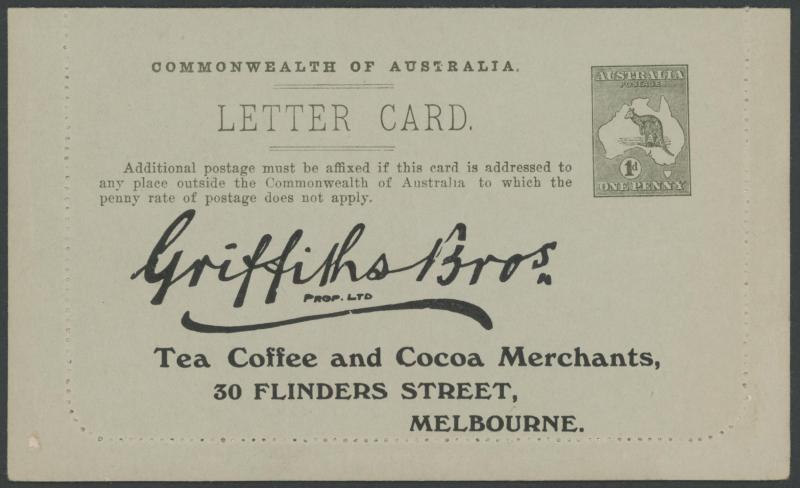 COMMONWEALTH OF AUSTRALIA.
LETTER CARD.
AUSTRALIA
POSTAGE
1d
ONE PENNY
Additional postage must be affixed if this card is addressed to
any place outside the Commonwealth of Australia to which the
penny rate of postage does not apply.
Griffiths Bros.
PROP. LTD
Tea Coffee and Cocoa Merchants,
30 FLINDERS STREET,
MELBOURNE.